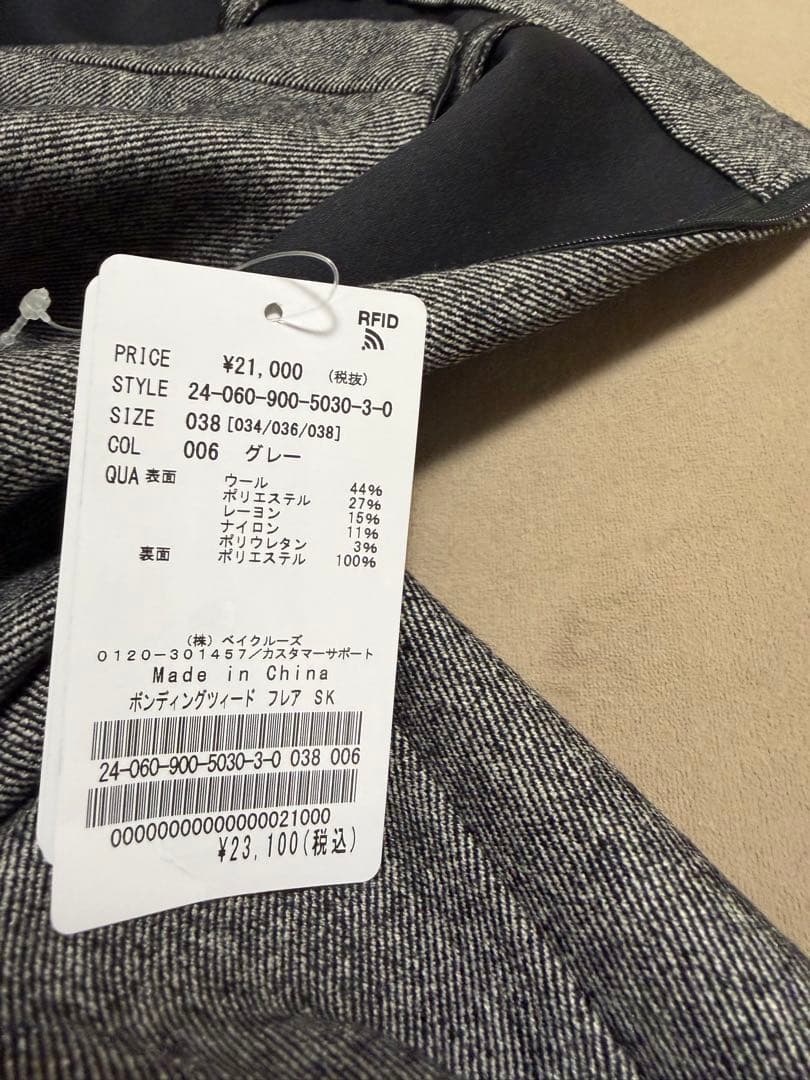 RFID
PRICE ¥21,000 (税抜)
STYLE 24-060-900-5030-3-0
SIZE 038 [034/036/038]
COL 006 グレー
QUA 表面 ウール 44%
ポリエステル 27%
レーヨン 15%
ナイロン 11%
ポリウレタン 3%
裏面 ポリエステル 100%
(株) ベイクルーズ
0120-301457/カスタマーサポート
Made in China
ボンディングツィード フレア SK
24-060-900-5030-3-0 038 006
00000000000000021000
¥23,100(税込)